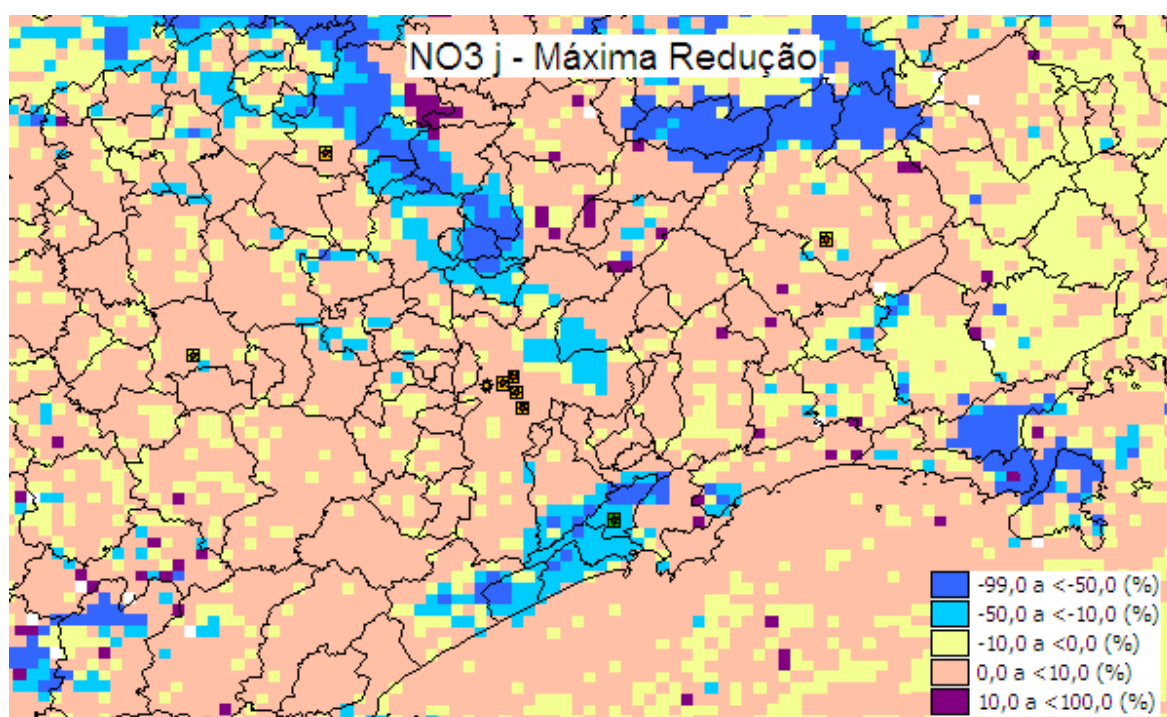 NO3 j - Máxima Redução
-99,0 a <-50,0 (%)
-50,0 a <-10,0 (%)
-10,0 a <0,0 (%)
0,0 a <10,0 (%)
10,0 a <100,0 (%)